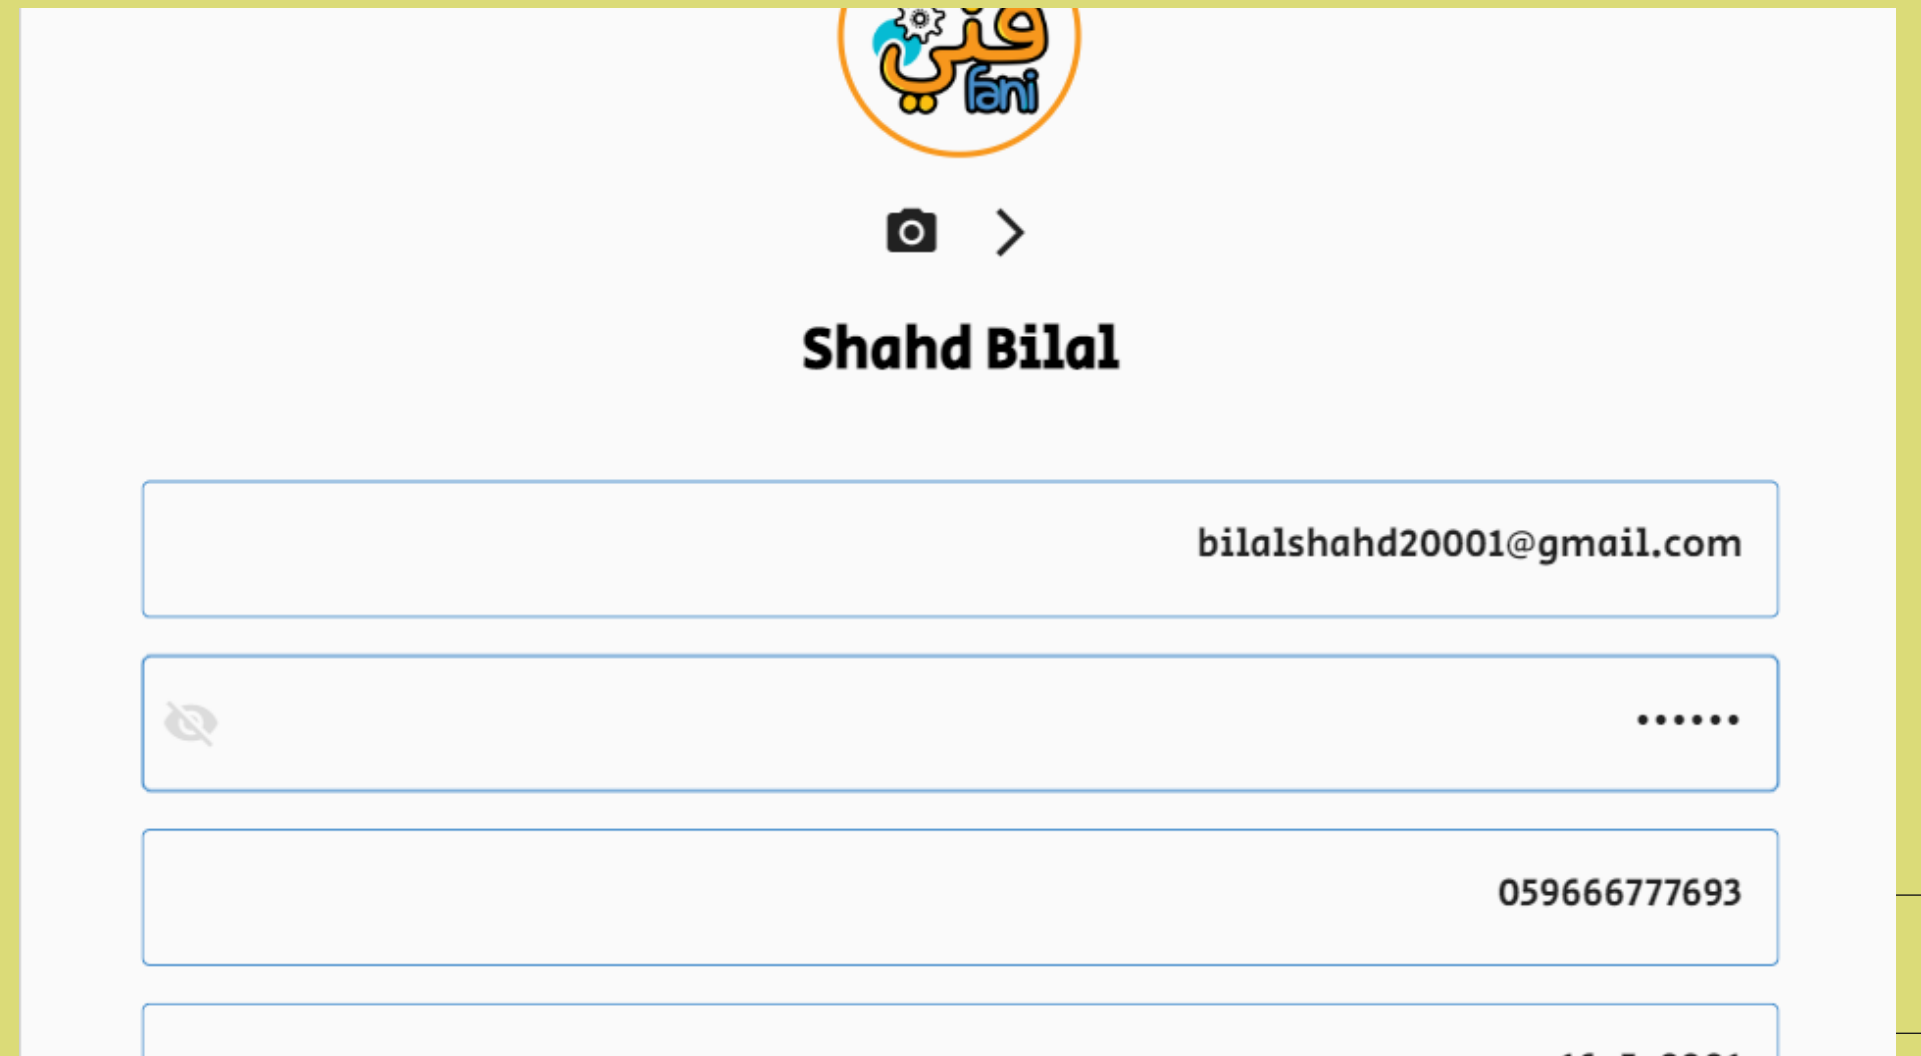 فني
fani
Shahd Bilal
bilalshahd20001@gmail.com
••••••
059666777693